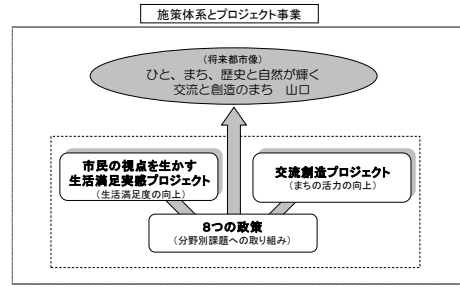 施策体系とプロジェクト事業
（将来都市像）
ひと、まち、歴史と自然が輝く
交流と創造のまち　山口
市民の視点を生かす
生活満足実感プロジェクト
（生活満足度の向上）
交流創造プロジェクト
（まちの活力の向上）
8つの政策
（分野別課題への取り組み）